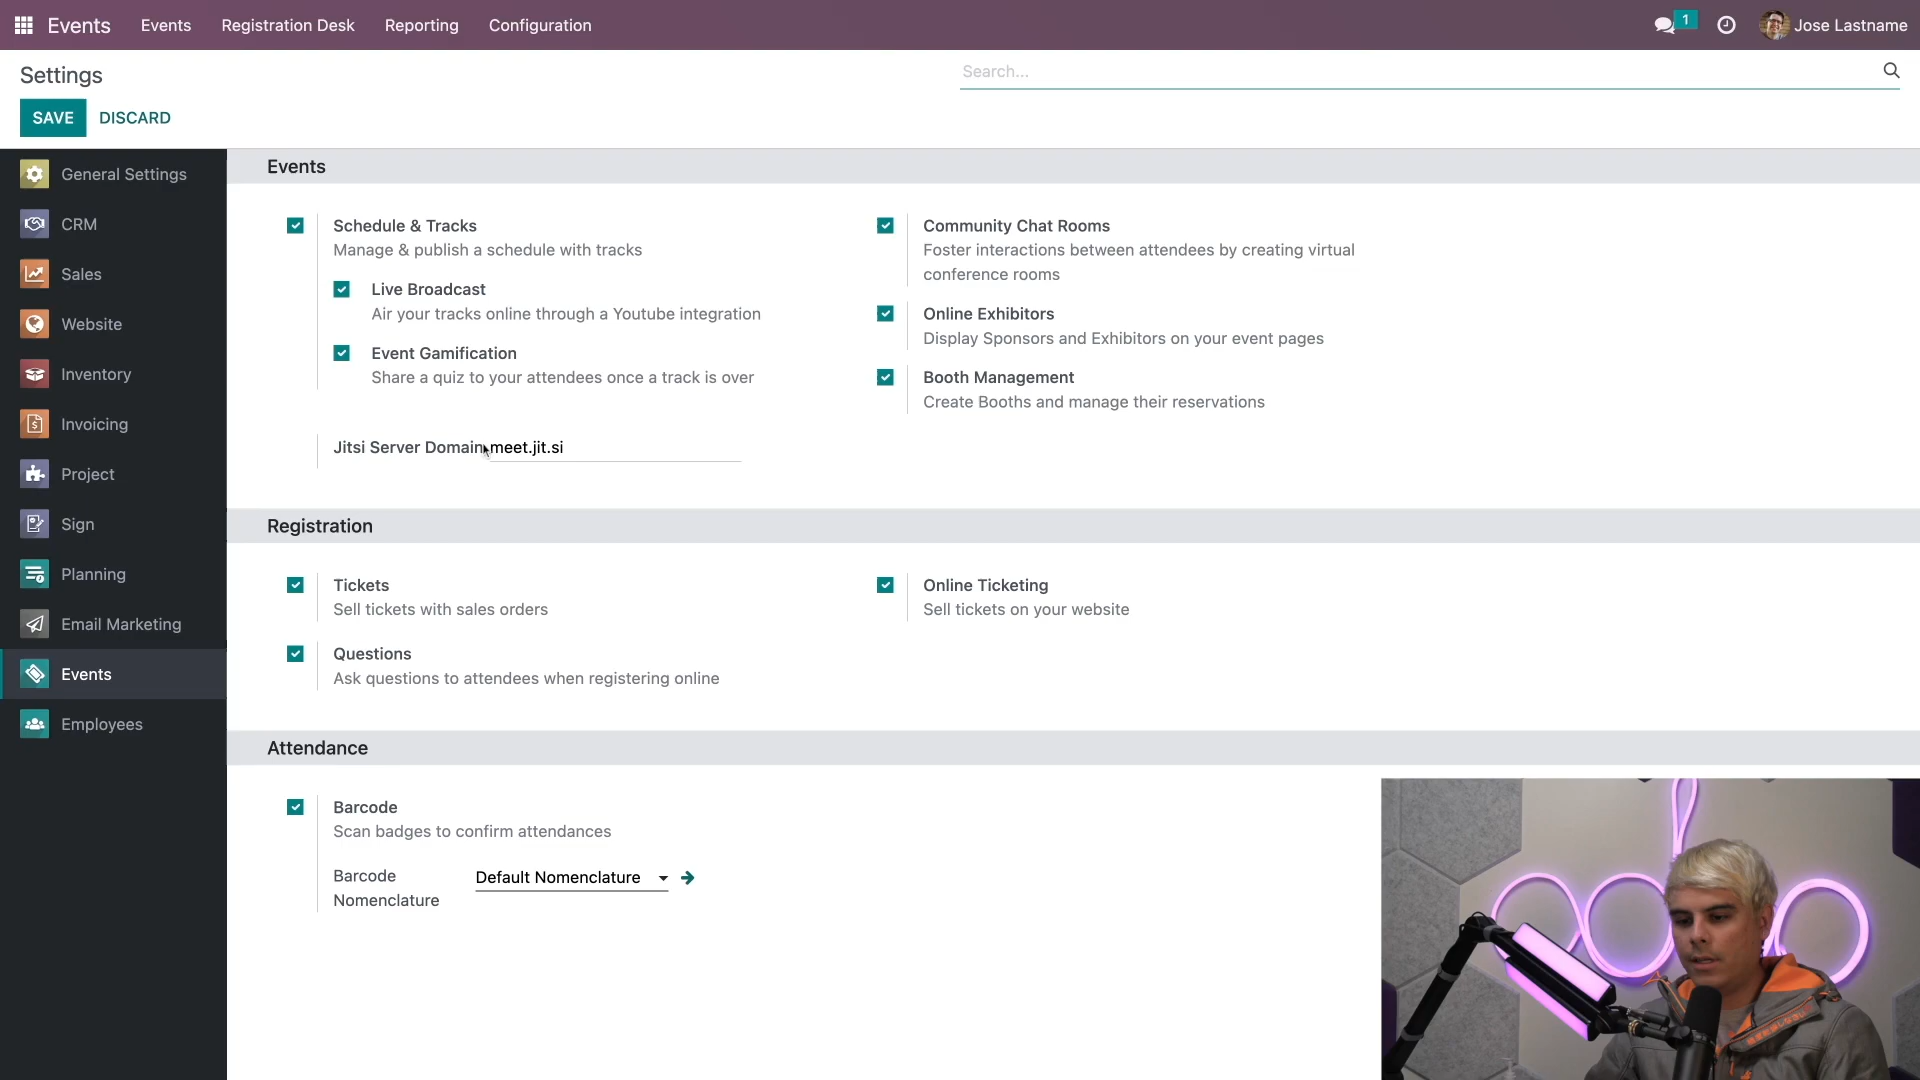 Events
Events
Registration Desk
Reporting
Configuration
1
Jose Lastname
Settings
Search...
SAVE
DISCARD
General Settings
CRM
Sales
Website
Inventory
Invoicing
Project
Sign
Planning
Email Marketing
Events
Employees
Events
Schedule & Tracks
Manage & publish a schedule with tracks
Live Broadcast
Air your tracks online through a Youtube integration
Event Gamification
Share a quiz to your attendees once a track is over
Jitsi Server Domain meet.jit.si
Community Chat Rooms
Foster interactions between attendees by creating virtual
conference rooms
Online Exhibitors
Display Sponsors and Exhibitors on your event pages
Booth Management
Create Booths and manage their reservations
Registration
Tickets
Sell tickets with sales orders
Questions
Ask questions to attendees when registering online
Online Ticketing
Sell tickets on your website
Attendance
Barcode
Scan badges to confirm attendances
Barcode
Nomenclature
Default Nomenclature
odoo